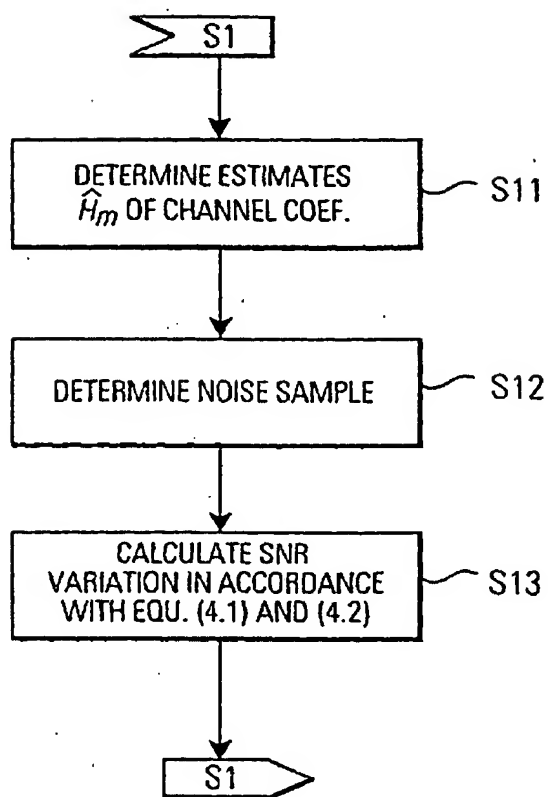 S1
DETERMINE ESTIMATES
Ĥm OF CHANNEL COEF.
S11
DETERMINE NOISE SAMPLE
S12
CALCULATE SNR
VARIATION IN ACCORDANCE
WITH EQU. (4.1) AND (4.2)
S13
S1